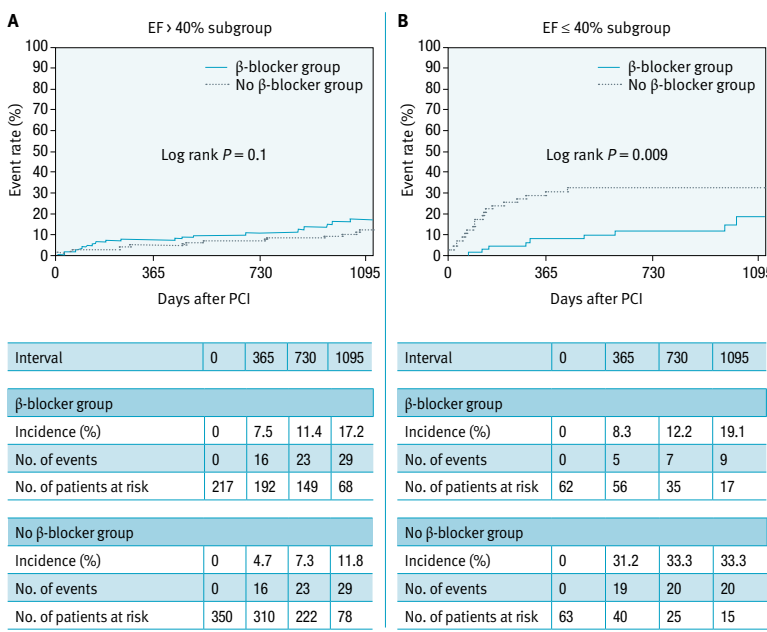 A
EF > 40% subgroup
Event rate (%)
100
90
80
70
60
50
40
30
20
10
0
β-blocker group
No β-blocker group
Log rank P = 0.1
0 365 730 1095
Days after PCI
Interval 0 365 730 1095
β-blocker group
Incidence (%) 0 7.5 11.4 17.2
No. of events 0 16 23 29
No. of patients at risk 217 192 149 68
No β-blocker group
Incidence (%) 0 4.7 7.3 11.8
No. of events 0 16 23 29
No. of patients at risk 350 310 222 78
B
EF ≤ 40% subgroup
Event rate (%)
100
90
80
70
60
50
40
30
20
10
0
β-blocker group
No β-blocker group
Log rank P = 0.009
0 365 730 1095
Days after PCI
Interval 0 365 730 1095
β-blocker group
Incidence (%) 0 8.3 12.2 19.1
No. of events 0 5 7 9
No. of patients at risk 62 56 35 17
No β-blocker group
Incidence (%) 0 31.2 33.3 33.3
No. of events 0 19 20 20
No. of patients at risk 63 40 25 15